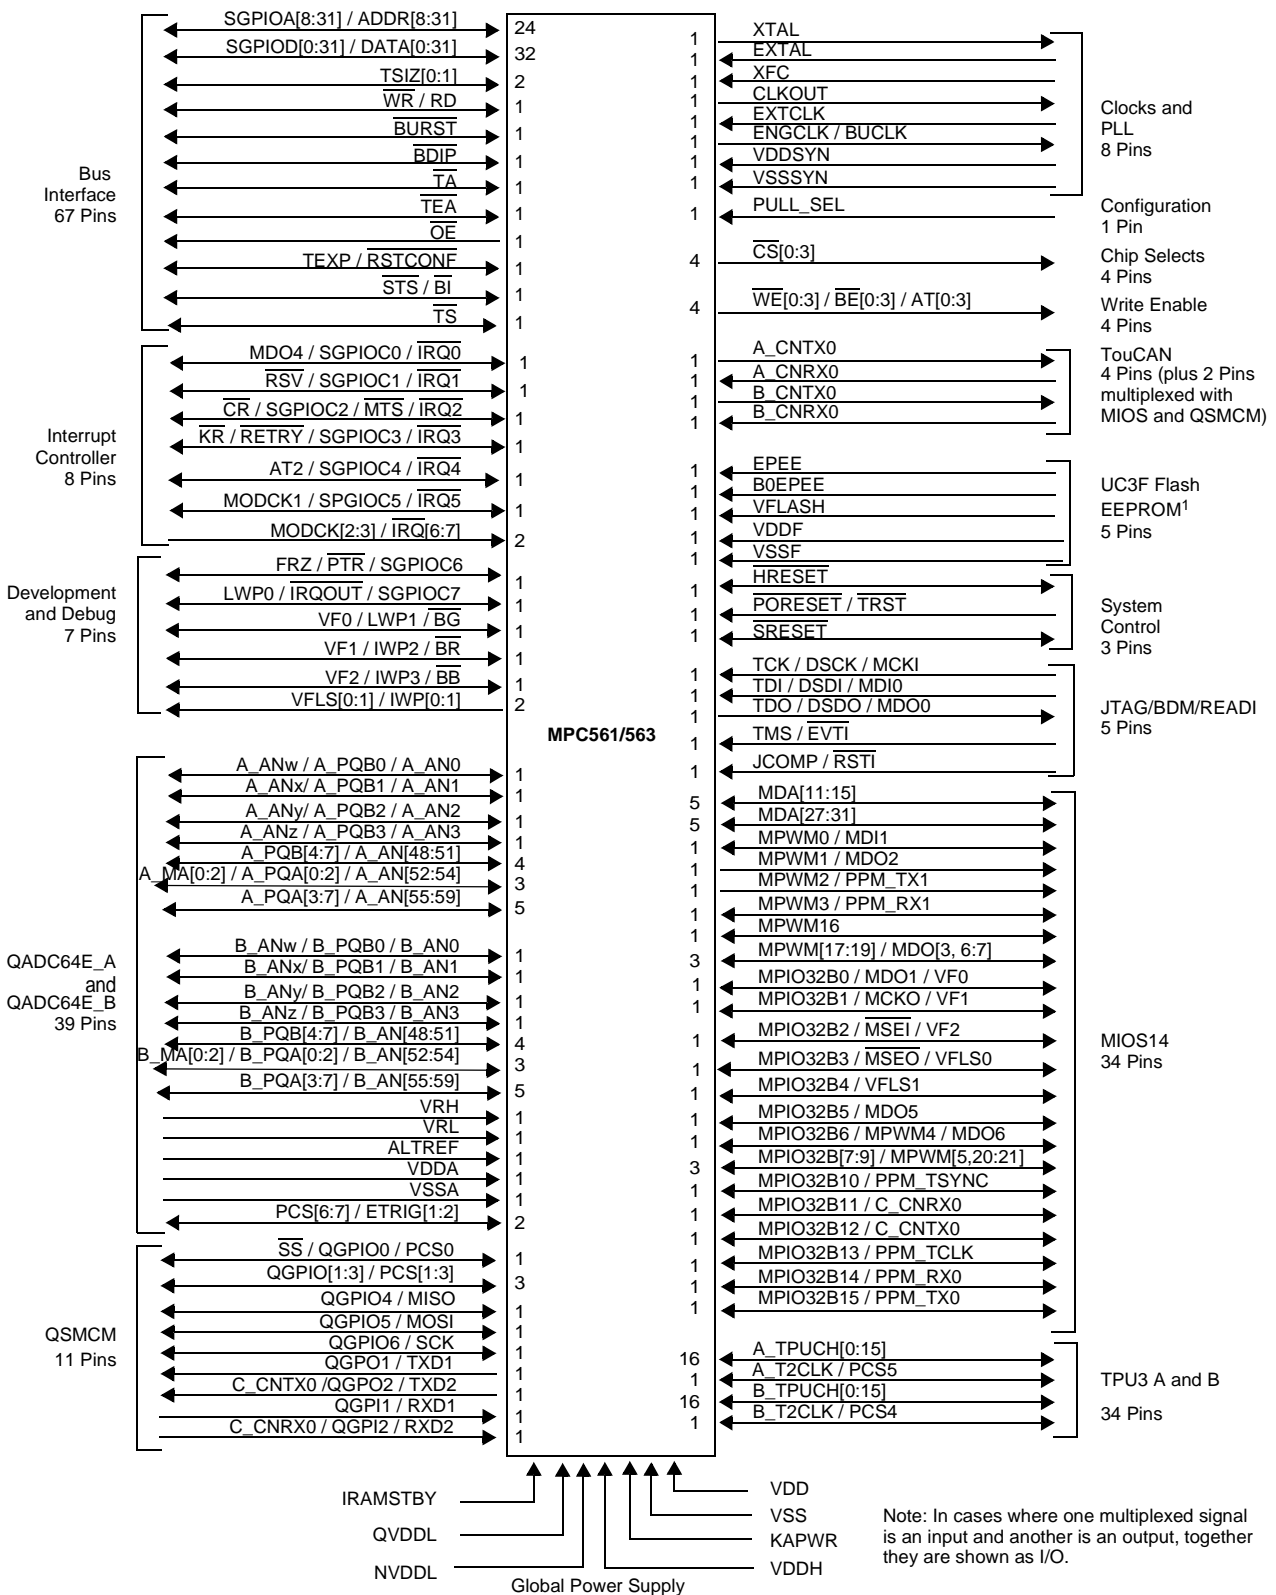 SGPIOA[8:31] / ADDR[8:31]
24
SGPIOD[0:31] / DATA[0:31]
32
TSIZ[0:1]
2
WR / RD
1
BURST
1
BDIP
1
TA
1
TEA
1
OE
1
TEXP / RSTCONF
1
STS / BI
1
TS
1
Bus
Interface
67 Pins
MDO4 / SGPIOC0 / IRQ0
1
RSV / SGPIOC1 / IRQ1
1
CR / SGPIOC2 / MTS / IRQ2
1
KR / RETRY / SGPIOC3 / IRQ3
1
AT2 / SGPIOC4 / IRQ4
1
MODCK1 / SPGIOC5 / IRQ5
1
MODCK[2:3] / IRQ[6:7]
2
Interrupt
Controller
8 Pins
FRZ / PTR / SGPIOC6
1
LWP0 / IRQOUT / SGPIOC7
1
VF0 / LWP1 / BG
1
VF1 / IWP2 / BR
1
VF2 / IWP3 / BB
1
VFLS[0:1] / IWP[0:1]
2
Development
and Debug
7 Pins
A_ANw / A_PQB0 / A_AN0
1
A_ANx/ A_PQB1 / A_AN1
1
A_ANy/ A_PQB2 / A_AN2
1
A_ANz / A_PQB3 / A_AN3
1
A_PQB[4:7] / A_AN[48:51]
4
A_MA[0:2] / A_PQA[0:2] / A_AN[52:54]
3
A_PQA[3:7] / A_AN[55:59]
5
B_ANw / B_PQB0 / B_AN0
1
B_ANx/ B_PQB1 / B_AN1
1
B_ANy/ B_PQB2 / B_AN2
1
B_ANz / B_PQB3 / B_AN3
1
B_PQB[4:7] / B_AN[48:51]
4
B_MA[0:2] / B_PQA[0:2] / B_AN[52:54]
3
B_PQA[3:7] / B_AN[55:59]
5
VRH
1
VRL
1
ALTREF
1
VDDA
1
VSSA
1
PCS[6:7] / ETRIG[1:2]
2
QADC64E_A
and
QADC64E_B
39 Pins
SS / QGPIO0 / PCS0
1
QGPIO[1:3] / PCS[1:3]
3
QGPIO4 / MISO
1
QGPIO5 / MOSI
1
QGPIO6 / SCK
1
QGPO1 / TXD1
1
C_CNTX0 /QGPO2 / TXD2
1
QGPI1 / RXD1
1
C_CNRX0 / QGPI2 / RXD2
1
QSMCM
11 Pins
MPC561/563
1
XTAL
1
EXTAL
1
XFC
1
CLKOUT
1
EXTCLK
1
ENGCLK / BUCLK
1
VDDSYN
1
VSSSYN
Clocks and
PLL
8 Pins
1
PULL_SEL
Configuration
1 Pin
4
CS[0:3]
Chip Selects
4 Pins
4
WE[0:3] / BE[0:3] / AT[0:3]
Write Enable
4 Pins
1
A_CNTX0
1
A_CNRX0
1
B_CNTX0
1
B_CNRX0
TouCAN
4 Pins (plus 2 Pins
multiplexed with
MIOS and QSMCM)
1
EPEE
1
B0EPEE
1
VFLASH
1
VDDF
1
VSSF
UC3F Flash
EEPROM1
5 Pins
1
HRESET
1
PORESET / TRST
1
SRESET
System
Control
3 Pins
1
TCK / DSCK / MCKI
1
TDI / DSDI / MDI0
1
TDO / DSDO / MDO0
1
TMS / EVTI
1
JCOMP / RSTI
JTAG/BDM/READI
5 Pins
5
MDA[11:15]
5
MDA[27:31]
1
MPWM0 / MDI1
1
MPWM1 / MDO2
1
MPWM2 / PPM_TX1
1
MPWM3 / PPM_RX1
1
MPWM16
3
MPWM[17:19] / MDO[3, 6:7]
1
MPIO32B0 / MDO1 / VF0
1
MPIO32B1 / MCKO / VF1
1
MPIO32B2 / MSEI / VF2
1
MPIO32B3 / MSEO / VFLS0
1
MPIO32B4 / VFLS1
1
MPIO32B5 / MDO5
1
MPIO32B6 / MPWM4 / MDO6
3
MPIO32B[7:9] / MPWM[5,20:21]
1
MPIO32B10 / PPM_TSYNC
1
MPIO32B11 / C_CNRX0
1
MPIO32B12 / C_CNTX0
1
MPIO32B13 / PPM_TCLK
1
MPIO32B14 / PPM_RX0
1
MPIO32B15 / PPM_TX0
MIOS14
34 Pins
16
A_TPUCH[0:15]
1
A_T2CLK / PCS5
16
B_TPUCH[0:15]
1
B_T2CLK / PCS4
TPU3 A and B
34 Pins
IRAMSTBY
QVDDL
NVDDL
VDD
VSS
KAPWR
VDDH
Global Power Supply
Note: In cases where one multiplexed signal
is an input and another is an output, together
they are shown as I/O.